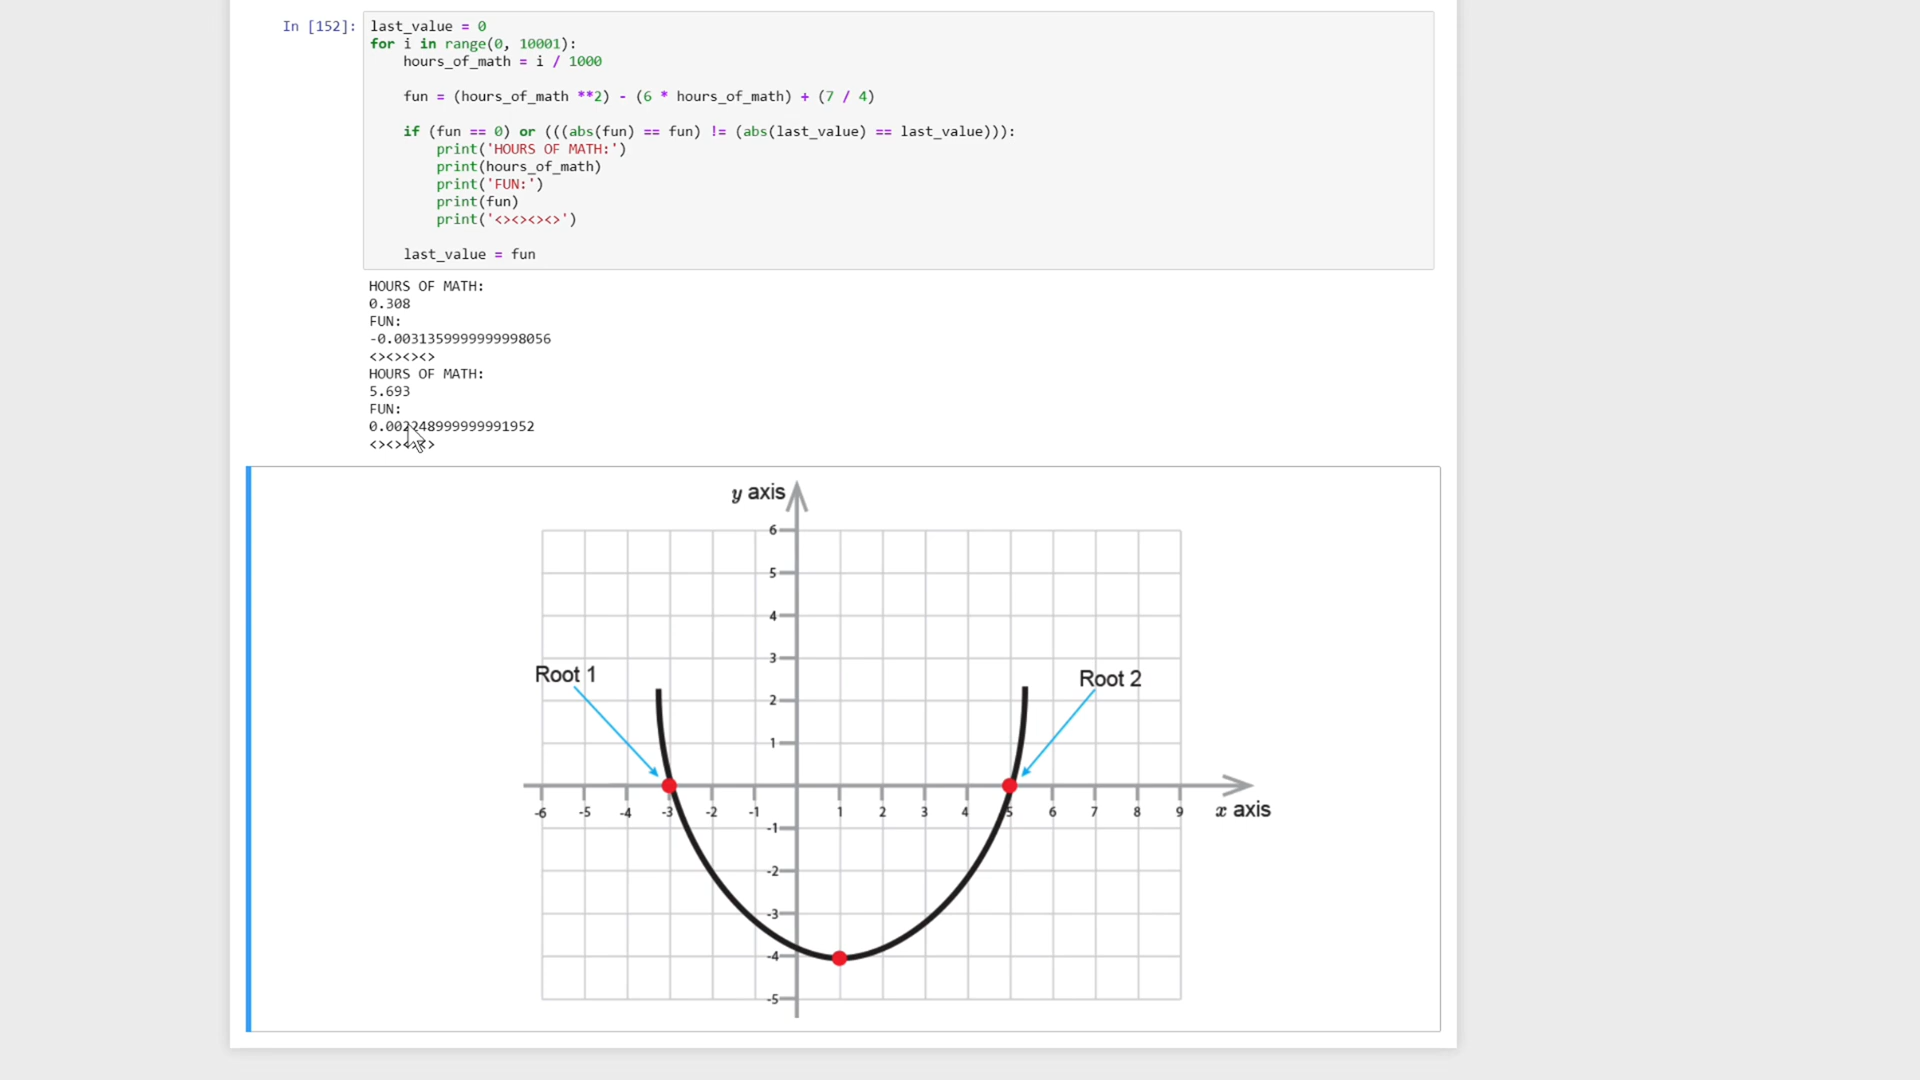 In [152]:
last_value = 0
for i in range(0, 10001):
    hours_of_math = i / 1000
    fun = (hours_of_math **2) - (6 * hours_of_math) + (7 / 4)
    if (fun == 0) or (((abs(fun) == fun) != (abs(last_value) == last_value))):
        print('HOURS OF MATH:')
        print(hours_of_math)
        print('FUN:')
        print(fun)
        print('<><><><>')
    last_value = fun
HOURS OF MATH:
0.308
FUN:
-0.0031359999999998056
<><><><>
HOURS OF MATH:
5.693
FUN:
0.002248999999991952
<><><><>
y axis
6
5
4
3
Root 1
Root 2
2
1
-6 -5 -4 -3 -2 -1 1 2 3 4 5 6 7 8 9
x axis
-1
-2
-3
-4
-5